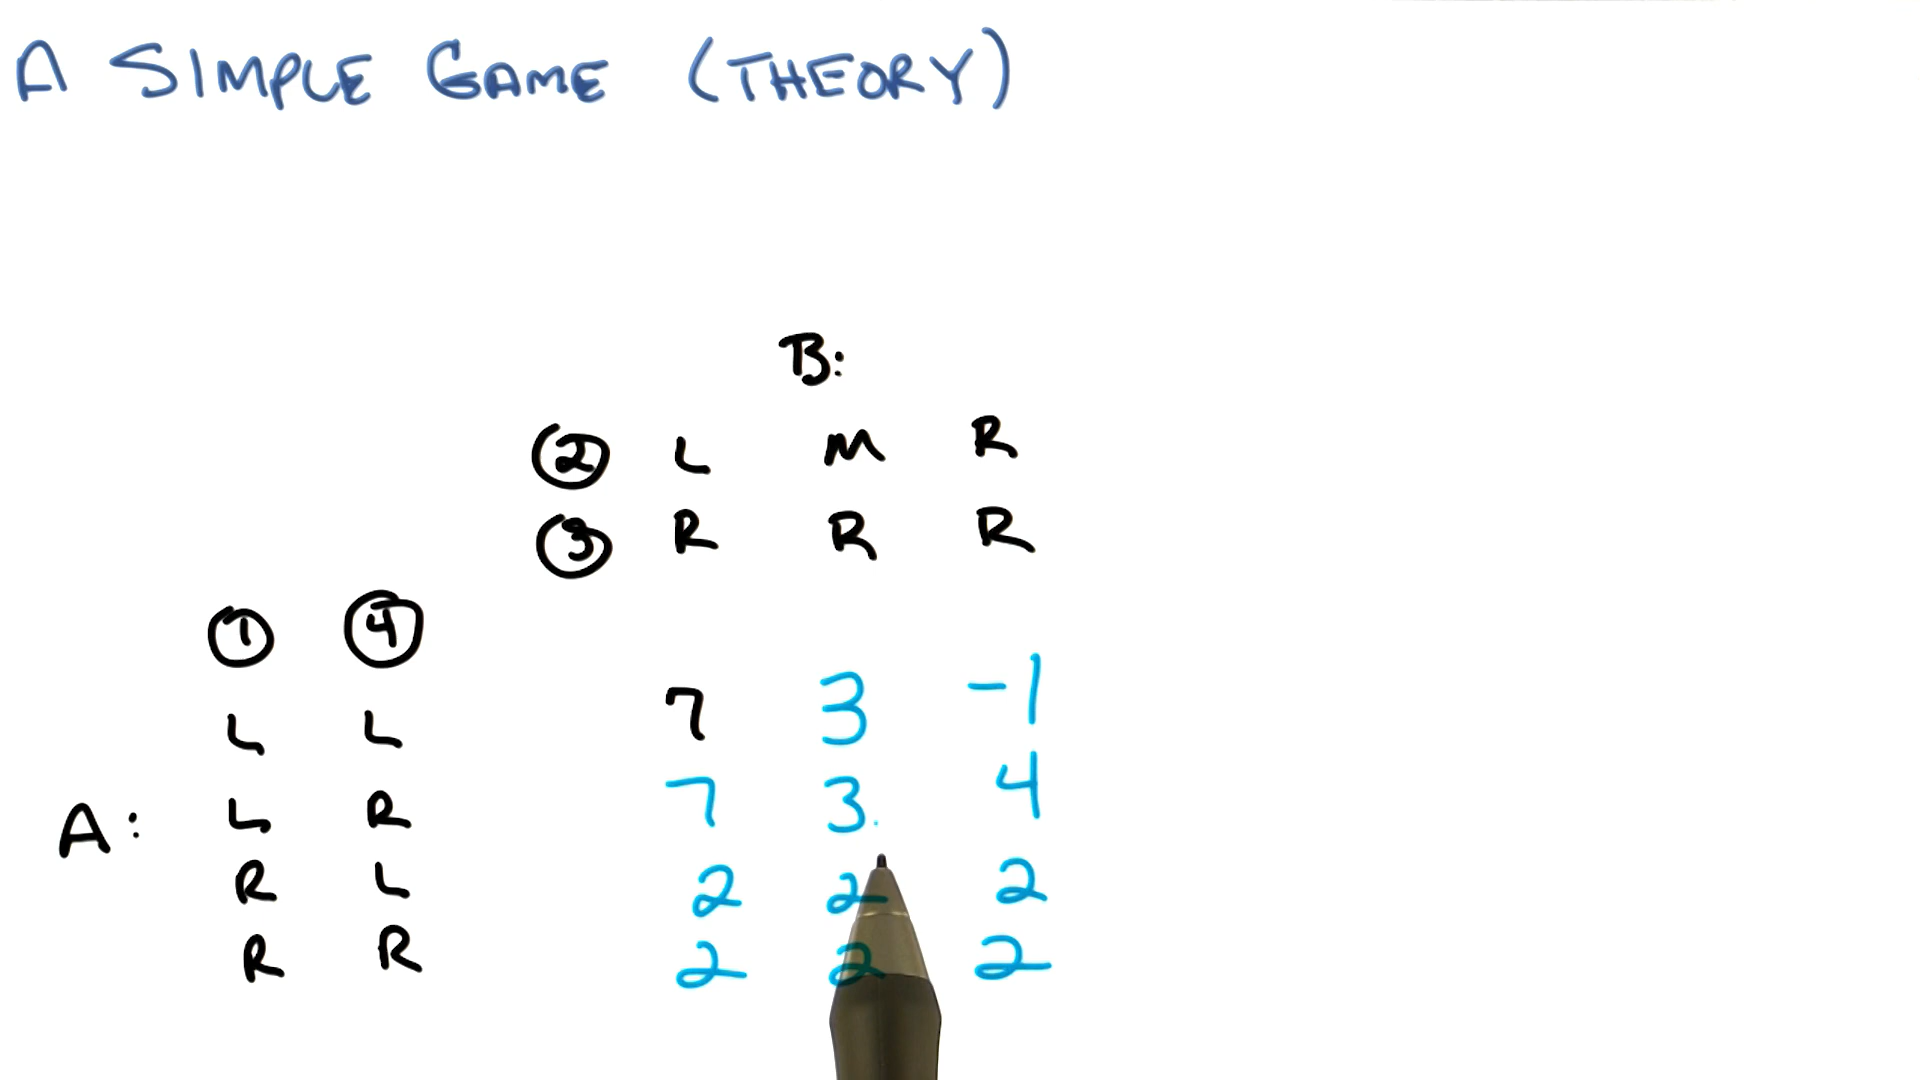 A SIMPLE GAME (THEORY)
B:
② L M R
③ R R R
① ④
L L 7 3 -1
A: L R 7 3. 4
R L 2 2 2
R R 2 2 2